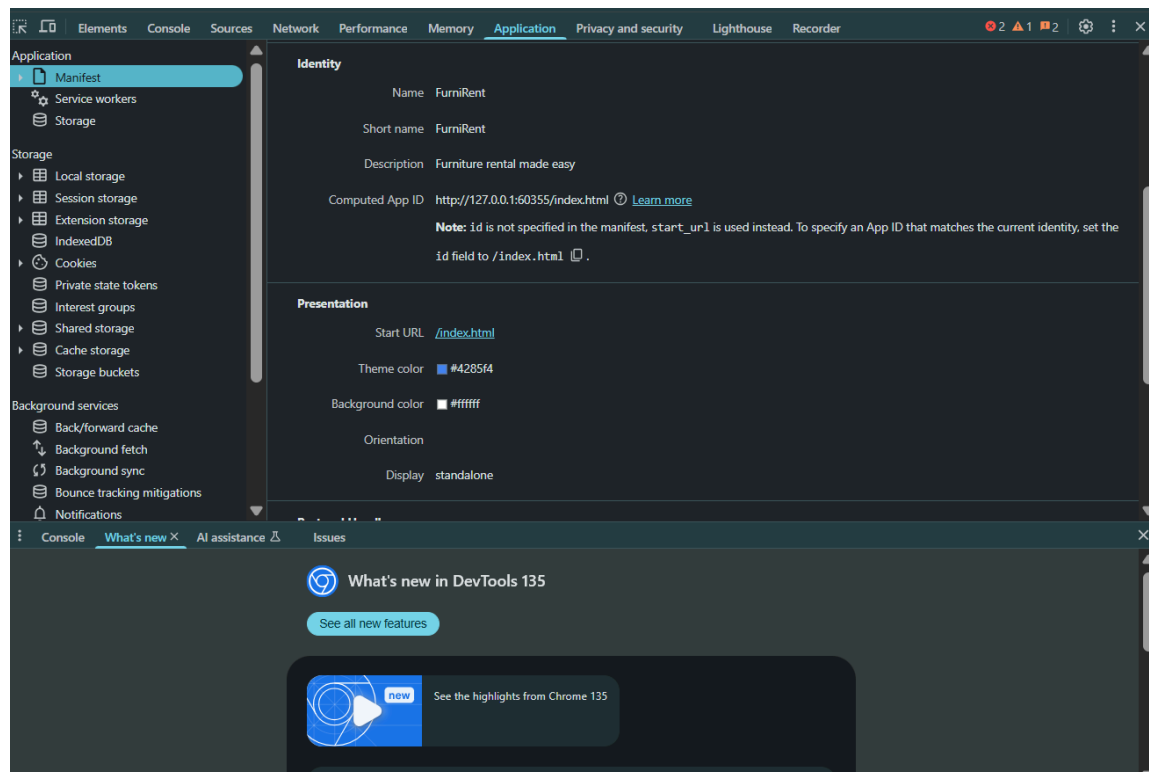 Elements Console Sources Network Performance Memory Application Privacy and security Lighthouse Recorder 2 1 2
Application
Manifest
Service workers
Storage
Storage
Local storage
Session storage
Extension storage
IndexedDB
Cookies
Private state tokens
Interest groups
Shared storage
Cache storage
Storage buckets
Background services
Back/forward cache
Background fetch
Background sync
Bounce tracking mitigations
Notifications
Identity
Name FurniRent
Short name FurniRent
Description Furniture rental made easy
Computed App ID http://127.0.0.1:60355/index.html Learn more
Note: id is not specified in the manifest, start_url is used instead. To specify an App ID that matches the current identity, set the
id field to /index.html .
Presentation
Start URL /index.html
Theme color #4285f4
Background color #ffffff
Orientation
Display standalone
Console What's new AI assistance Issues
What's new in DevTools 135
See all new features
new
See the highlights from Chrome 135